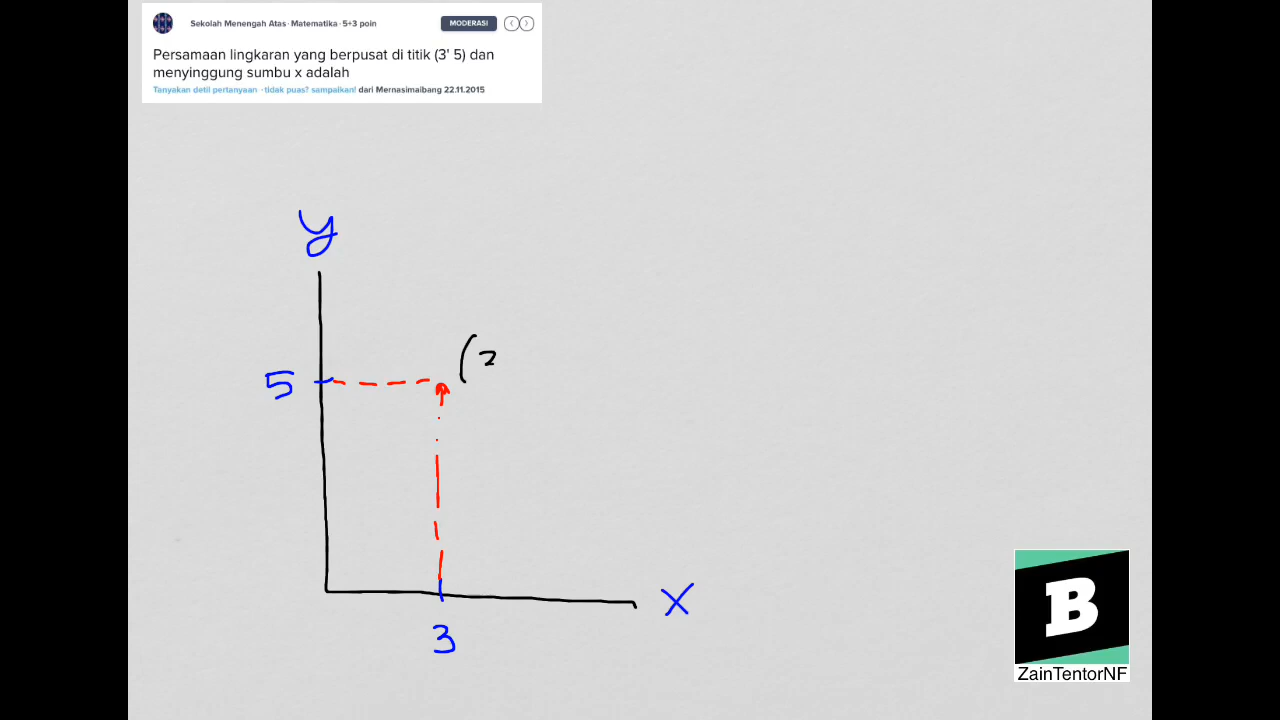 Sekolah Menengah Atas · Matematika · 5+3 poin
MODERASI
Persamaan lingkaran yang berpusat di titik (3' 5) dan
menyinggung sumbu x adalah
Tanyakan detil pertanyaan · tidak puas? sampaikan! dari Mernasimaibang 22.11.2015
y
(
5
x
3
B
ZainTentorNF